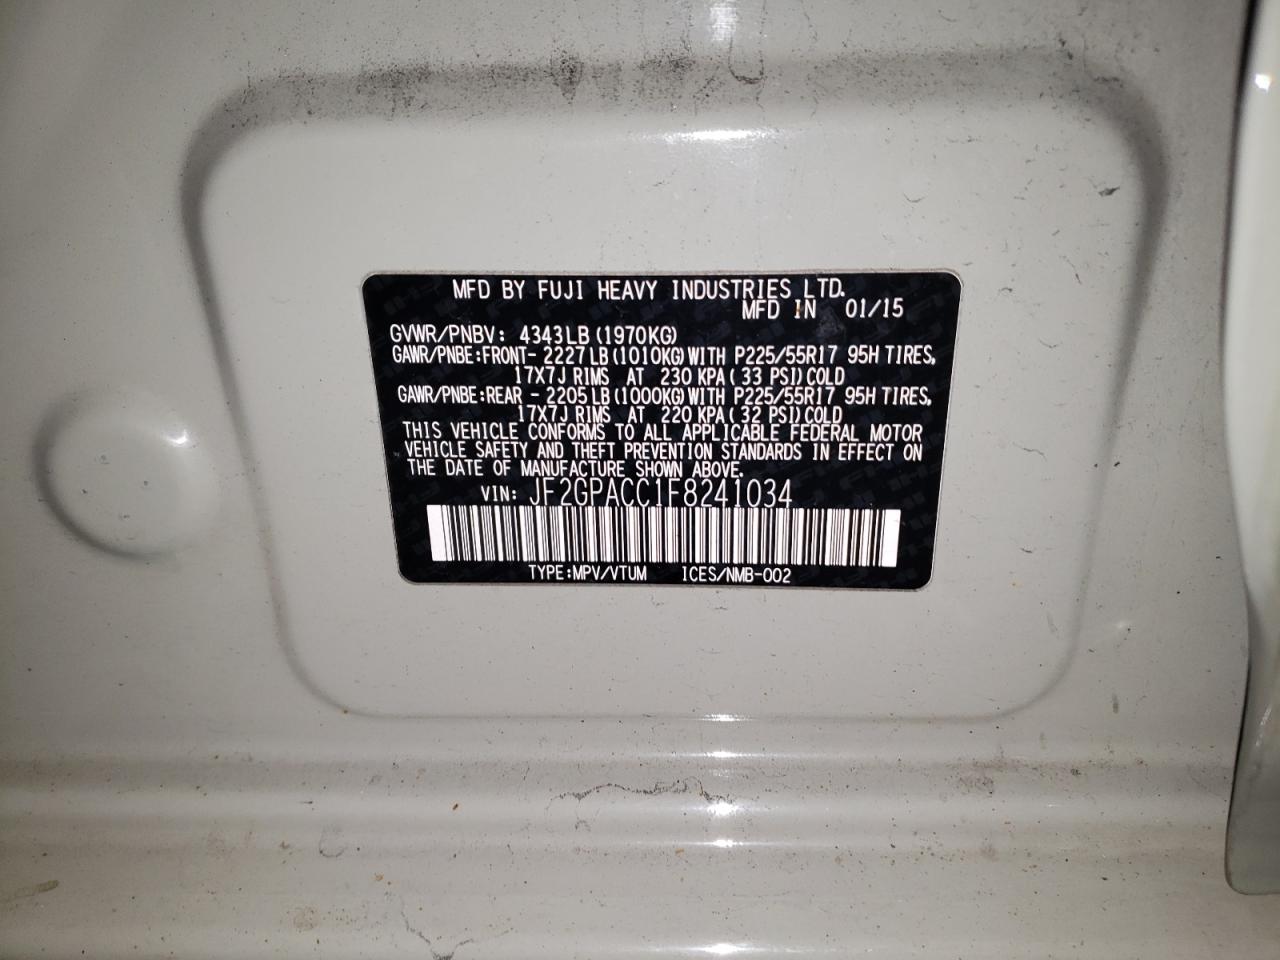 MFD BY FUJI HEAVY INDUSTRIES LTD.
MFD IN 01/15
GVWR/PNBV: 4343LB (1970KG)
GAWR/PNBE:FRONT- 2227LB(1010KG)WITH P225/55R17 95H TIRES,
17X7J RIMS AT 230 KPA( 33 PSI)COLD
GAWR/PNBE:REAR - 2205LB(1000KG)WITH P225/55R17 95H TIRES,
17X7J RIMS AT 220 KPA( 32 PSI)COLD
THIS VEHICLE CONFORMS TO ALL APPLICABLE FEDERAL MOTOR
VEHICLE SAFETY AND THEFT PREVENTION STANDARDS IN EFFECT ON
THE DATE OF MANUFACTURE SHOWN ABOVE.
VIN: JF2GPACC1F8241034
TYPE:MPV/VTUM ICES/NMB-002